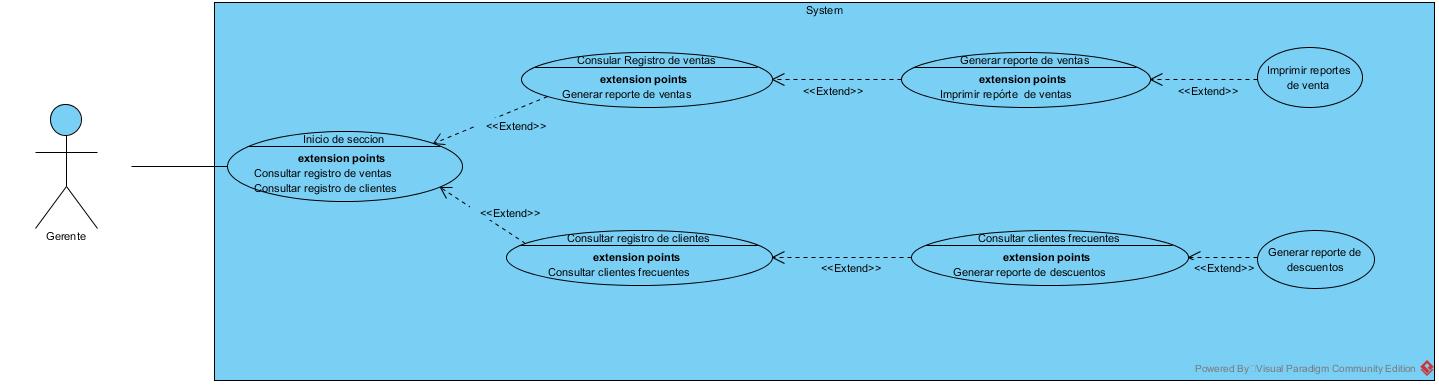 System
Consular Registro de ventas
extension points
Generar reporte de ventas
<<Extend>>
Generar reporte de ventas
extension points
Imprimir repórte de ventas
<<Extend>>
Imprimir reportes
de venta
<<Extend>>
Inicio de seccion
extension points
Consultar registro de ventas
Consultar registro de clientes
Gerente
<<Extend>>
Consultar registro de clientes
extension points
Consultar clientes frecuentes
<<Extend>>
Consultar clientes frecuentes
extension points
Generar reporte de descuentos
<<Extend>>
Generar reporte de
descuentos
Powered By Visual Paradigm Community Edition